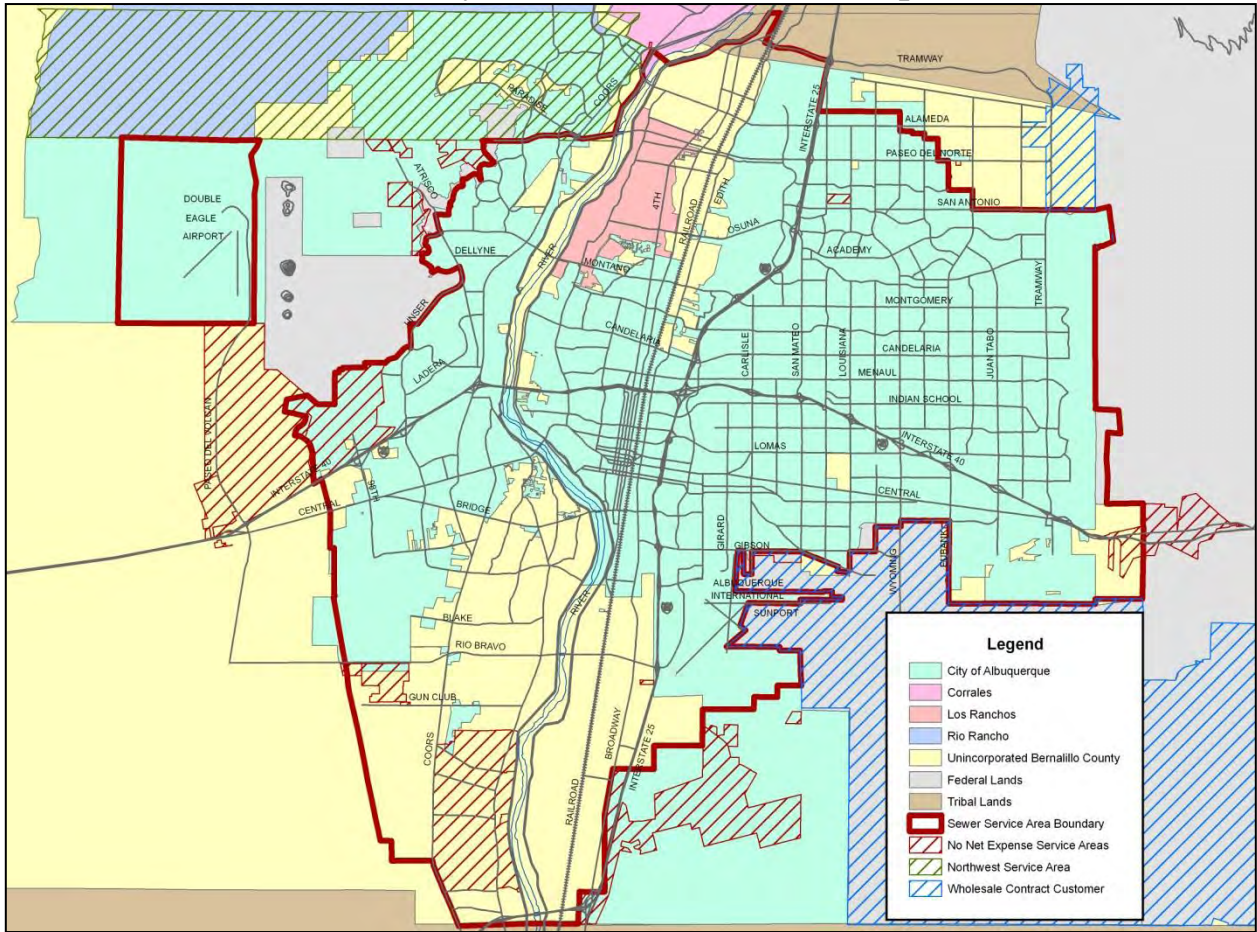 TRAMWAY
PARADISE
COORS
INTERSTATE 25
ALAMEDA
PASEO DEL NORTE
ATRISCO
4TH
RAILROAD
EDITH
SAN ANTONIO
DOUBLE
EAGLE
AIRPORT
DELLYNE
RIVER
MONTANO
OSUNA
ACADEMY
TRAMWAY
UNSER
MONTGOMERY
CANDELARIA
CARLISLE
SAN MATEO
LOUISIANA
CANDELARIA
JUAN TABO
LADERA
MENAUL
INDIAN SCHOOL
PASEO DEL VOLCAN
INTERSTATE 40
LOMAS
INTERSTATE 40
98TH
CENTRAL
CENTRAL
BRIDGE
GIRARD
GIBSON
WYOMING
EUBANK
ALBUQUERQUE
INTERNATIONAL
SUNPORT
RIVER
BLAKE
RIO BRAVO
GUN CLUB
COORS
BROADWAY
INTERSTATE 25
RAILROAD
Legend
City of Albuquerque
Corrales
Los Ranchos
Rio Rancho
Unincorporated Bernalillo County
Federal Lands
Tribal Lands
Sewer Service Area Boundary
No Net Expense Service Areas
Northwest Service Area
Wholesale Contract Customer